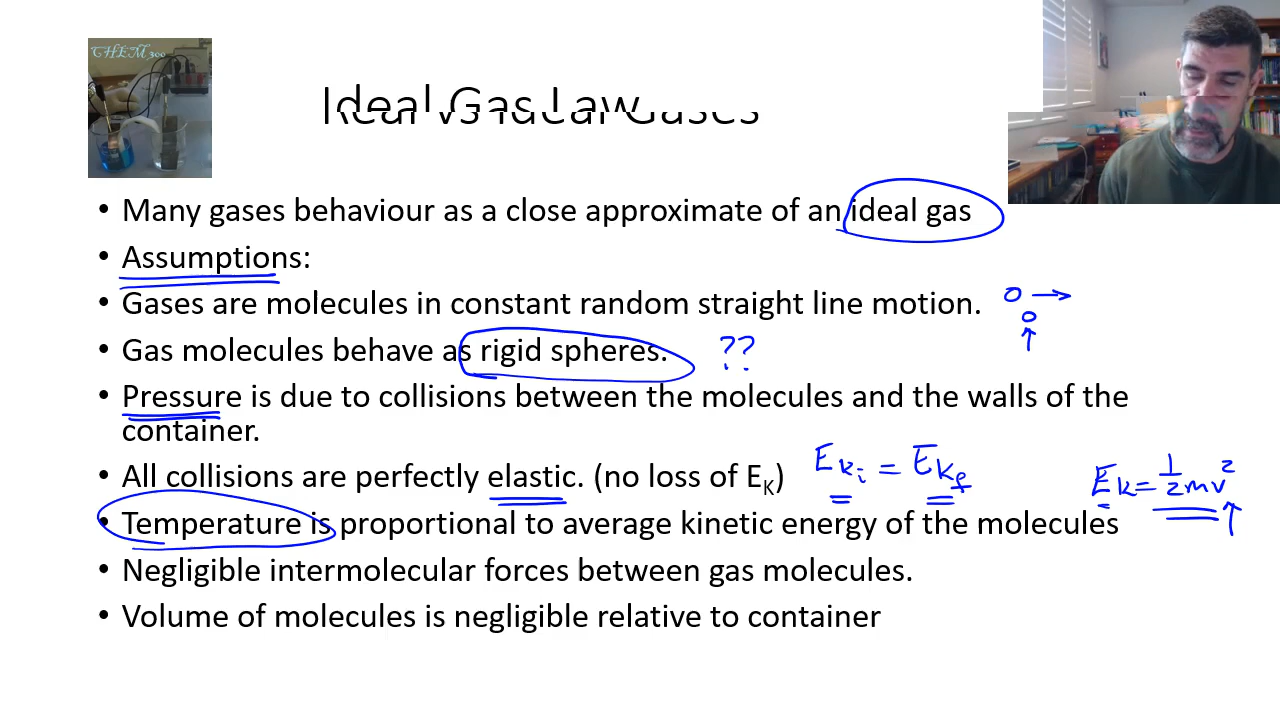 CHEM 300
• Many gases behaviour as a close approximate of an ideal gas
• Assumptions:
• Gases are molecules in constant random straight line motion.
• Gas molecules behave as rigid spheres. ??
• Pressure is due to collisions between the molecules and the walls of the
container.
• All collisions are perfectly elastic. (no loss of EK) Eki = Ekf Ek = 1/2 mv²
• Temperature is proportional to average kinetic energy of the molecules
• Negligible intermolecular forces between gas molecules.
• Volume of molecules is negligible relative to container